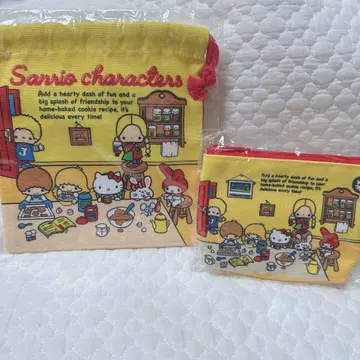 Sanrio characters
Add a hearty dash of fun and a
big splash of friendship to your
home-baked cookie recipe, it's
delicious every time!
J
Add a hearty dash of fun and a
big splash of friendship to your
home-baked cookie recipe, it's
delicious every time!